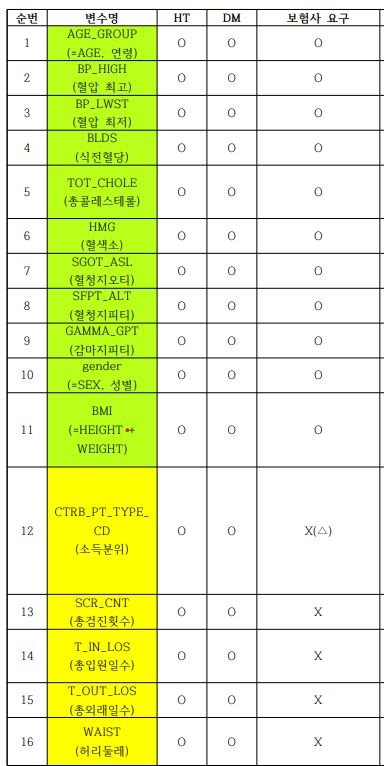 순번 변수명 HT DM 보험사 요구
1 AGE_GROUP (=AGE, 연령) O O O
2 BP_HIGH (혈압 최고) O O O
3 BP_LWST (혈압 최저) O O O
4 BLDS (식전혈당) O O O
5 TOT_CHOLE (총콜레스테롤) O O O
6 HMG (혈색소) O O O
7 SGOT_ASL (혈청지오티) O O O
8 SFPT_ALT (혈청지피티) O O O
9 GAMMA_GPT (감마지피티) O O O
10 gender (=SEX, 성별) O O O
11 BMI (=HEIGHT + WEIGHT) O O O
12 CTRB_PT_TYPE_CD (소득분위) O O X(△)
13 SCR_CNT (총검진횟수) O O X
14 T_IN_LOS (총입원일수) O O X
15 T_OUT_LOS (총외래일수) O O X
16 WAIST (허리둘레) O O X